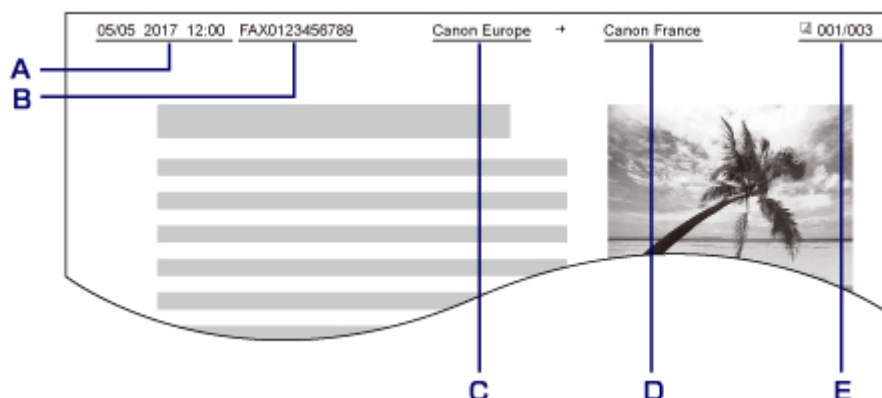 05/05 2017 12:00 FAX0123456789 Canon Europe → Canon France 001/003
A
B
C D E